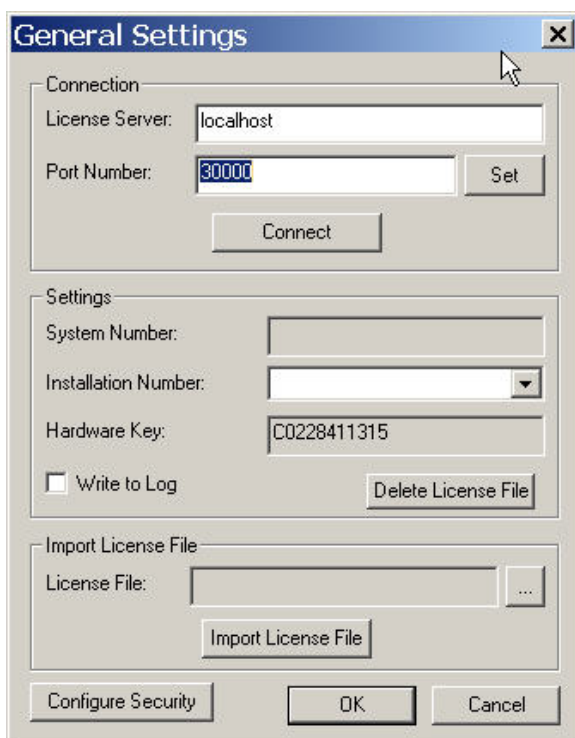 General Settings
Connection
License Server: localhost
Port Number: 30000 Set
Connect
Settings
System Number:
Installation Number:
Hardware Key: C0228411315
Write to Log Delete License File
Import License File
License File: ...
Import License File
Configure Security OK Cancel